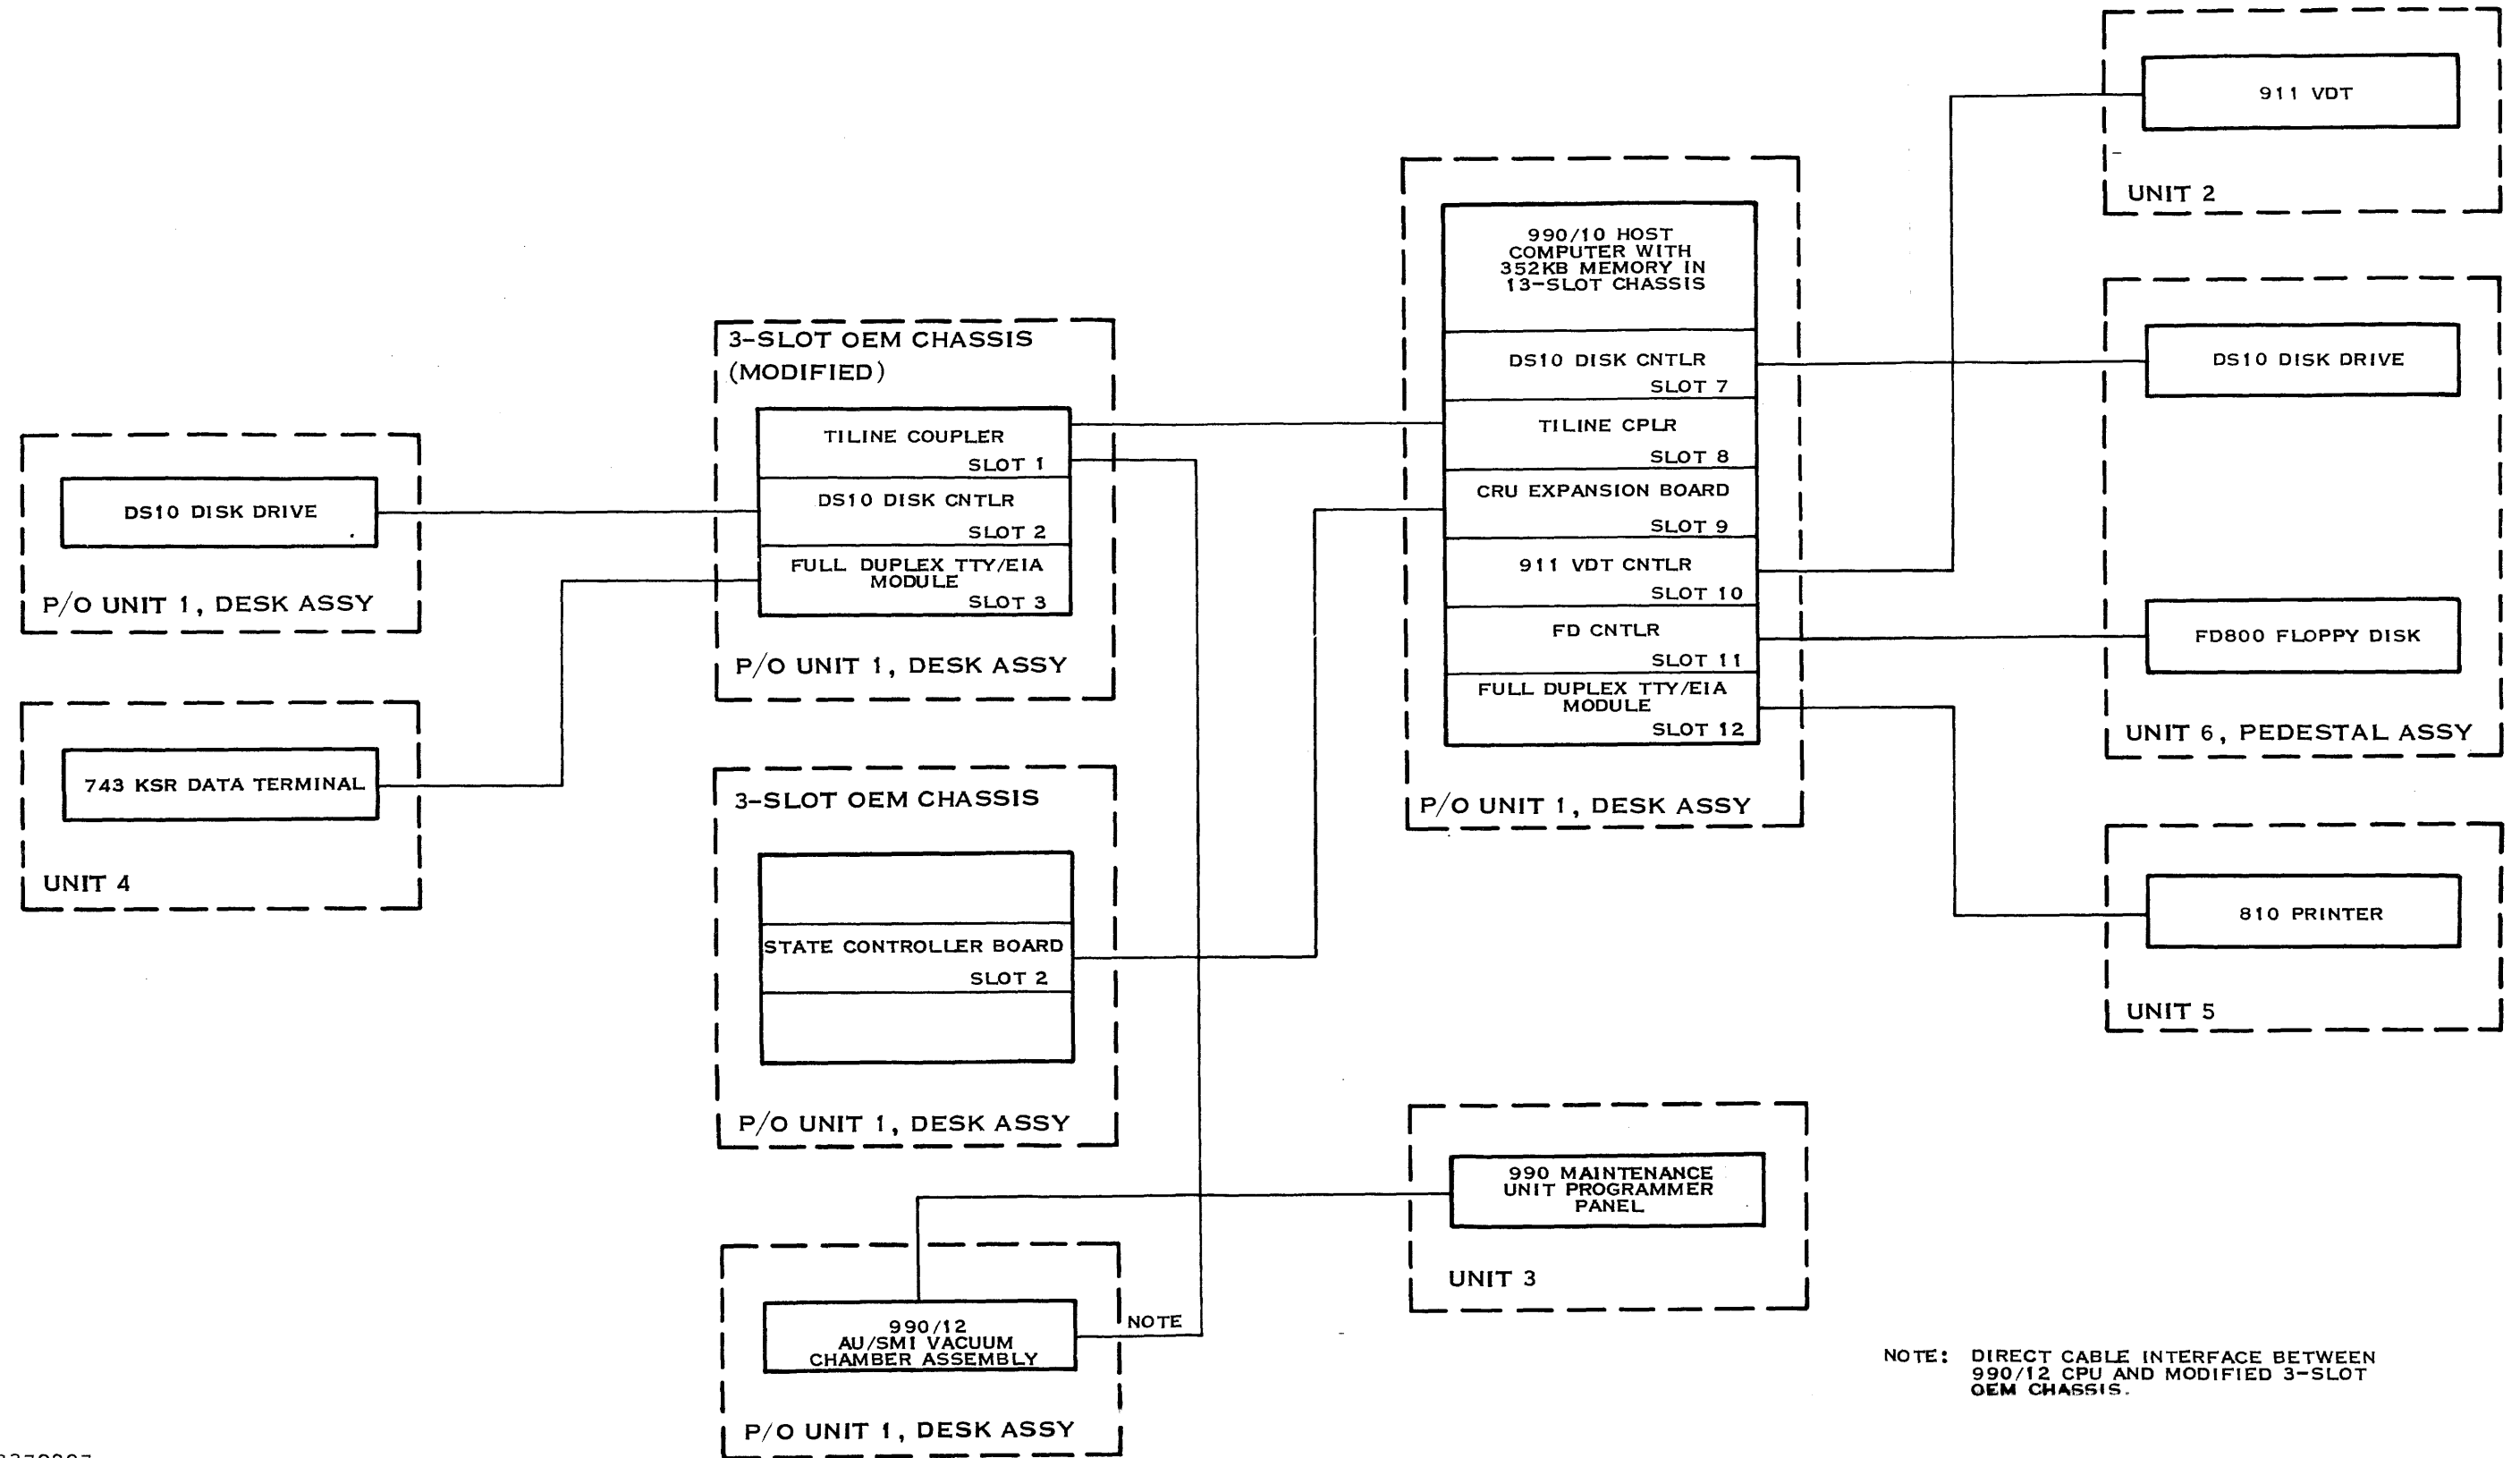 911 VDT
UNIT 2
990/10 HOST
COMPUTER WITH
352KB MEMORY IN
13-SLOT CHASSIS
DS10 DISK CNTLR
SLOT 7
TILINE CPLR
SLOT 8
CRU EXPANSION BOARD
SLOT 9
911 VDT CNTLR
SLOT 10
FD CNTLR
SLOT 11
FULL DUPLEX TTY/EIA
MODULE
SLOT 12
P/O UNIT 1, DESK ASSY
DS10 DISK DRIVE
FD800 FLOPPY DISK
UNIT 6, PEDESTAL ASSY
810 PRINTER
UNIT 5
3-SLOT OEM CHASSIS
(MODIFIED)
TILINE COUPLER
SLOT 1
DS10 DISK CNTLR
SLOT 2
FULL DUPLEX TTY/EIA
MODULE
SLOT 3
P/O UNIT 1, DESK ASSY
DS10 DISK DRIVE
P/O UNIT 1, DESK ASSY
743 KSR DATA TERMINAL
UNIT 4
3-SLOT OEM CHASSIS
STATE CONTROLLER BOARD
SLOT 2
P/O UNIT 1, DESK ASSY
990 MAINTENANCE
UNIT PROGRAMMER
PANEL
UNIT 3
990/12
AU/SMI VACUUM
CHAMBER ASSEMBLY
NOTE
P/O UNIT 1, DESK ASSY
NOTE: DIRECT CABLE INTERFACE BETWEEN
990/12 CPU AND MODIFIED 3-SLOT
OEM CHASSIS.